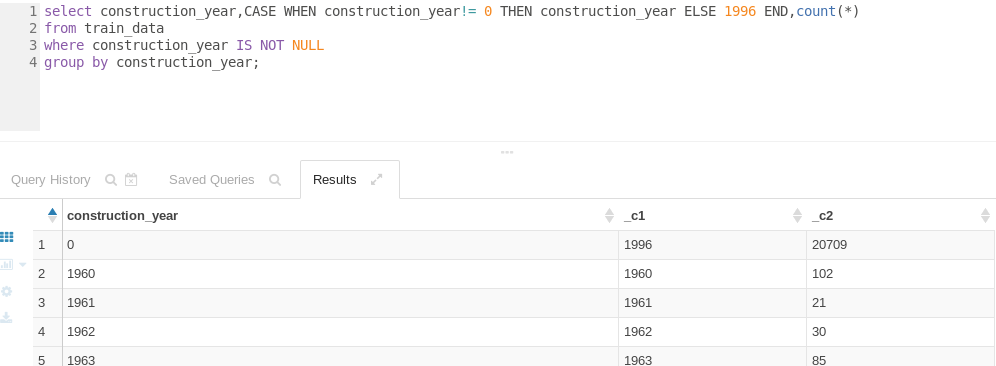 1 select construction_year,CASE WHEN construction_year!= 0 THEN construction_year ELSE 1996 END,count(*)
2 from train_data
3 where construction_year IS NOT NULL
4 group by construction_year;
Query History Saved Queries Results
construction_year _c1 _c2
1 0 1996 20709
2 1960 1960 102
3 1961 1961 21
4 1962 1962 30
5 1963 1963 85